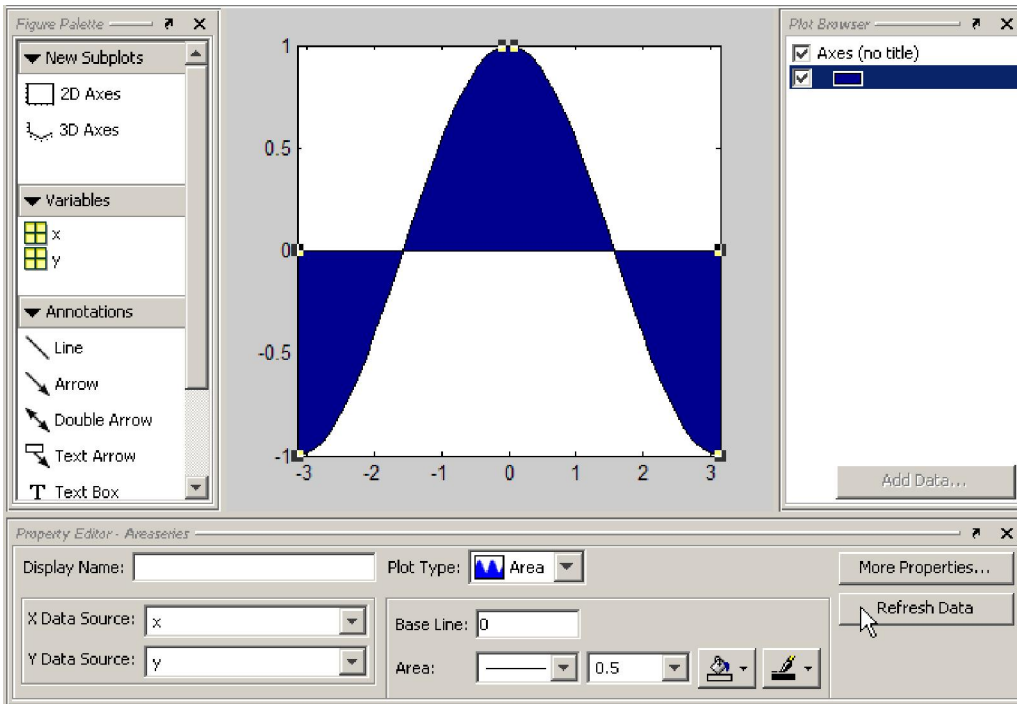 Figure Palette
New Subplots
2D Axes
3D Axes
Variables
x
y
Annotations
Line
Arrow
Double Arrow
Text Arrow
T Text Box
1
0.5
0
-0.5
-1
-3 -2 -1 0 1 2 3
Plot Browser
Axes (no title)
Add Data...
Property Editor - Areaseries
Display Name:
Plot Type: Area
More Properties...
X Data Source: x
Base Line: 0
Refresh Data
Y Data Source: y
Area: 0.5